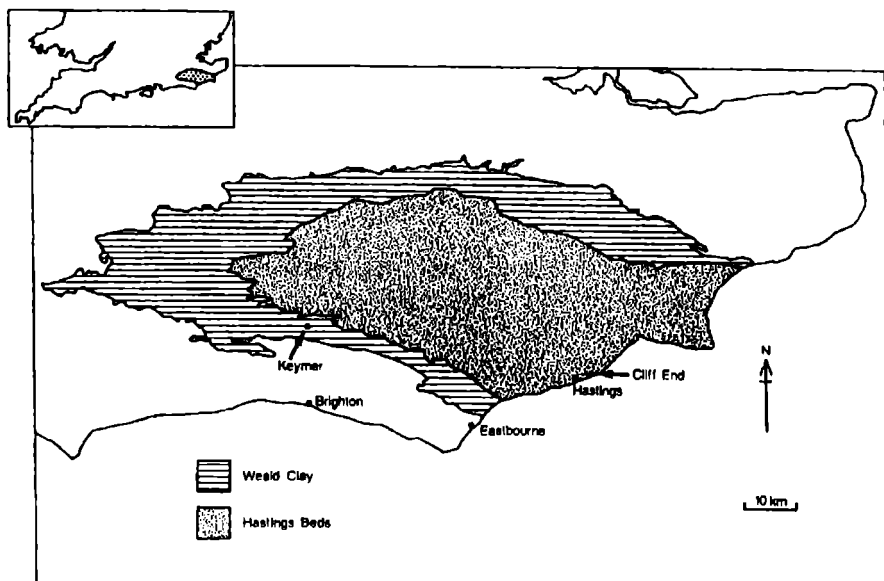 Keymer
Brighton
Eastbourne
Hastings
Cliff End
N
Weald Clay
Hastings Beds
10 km